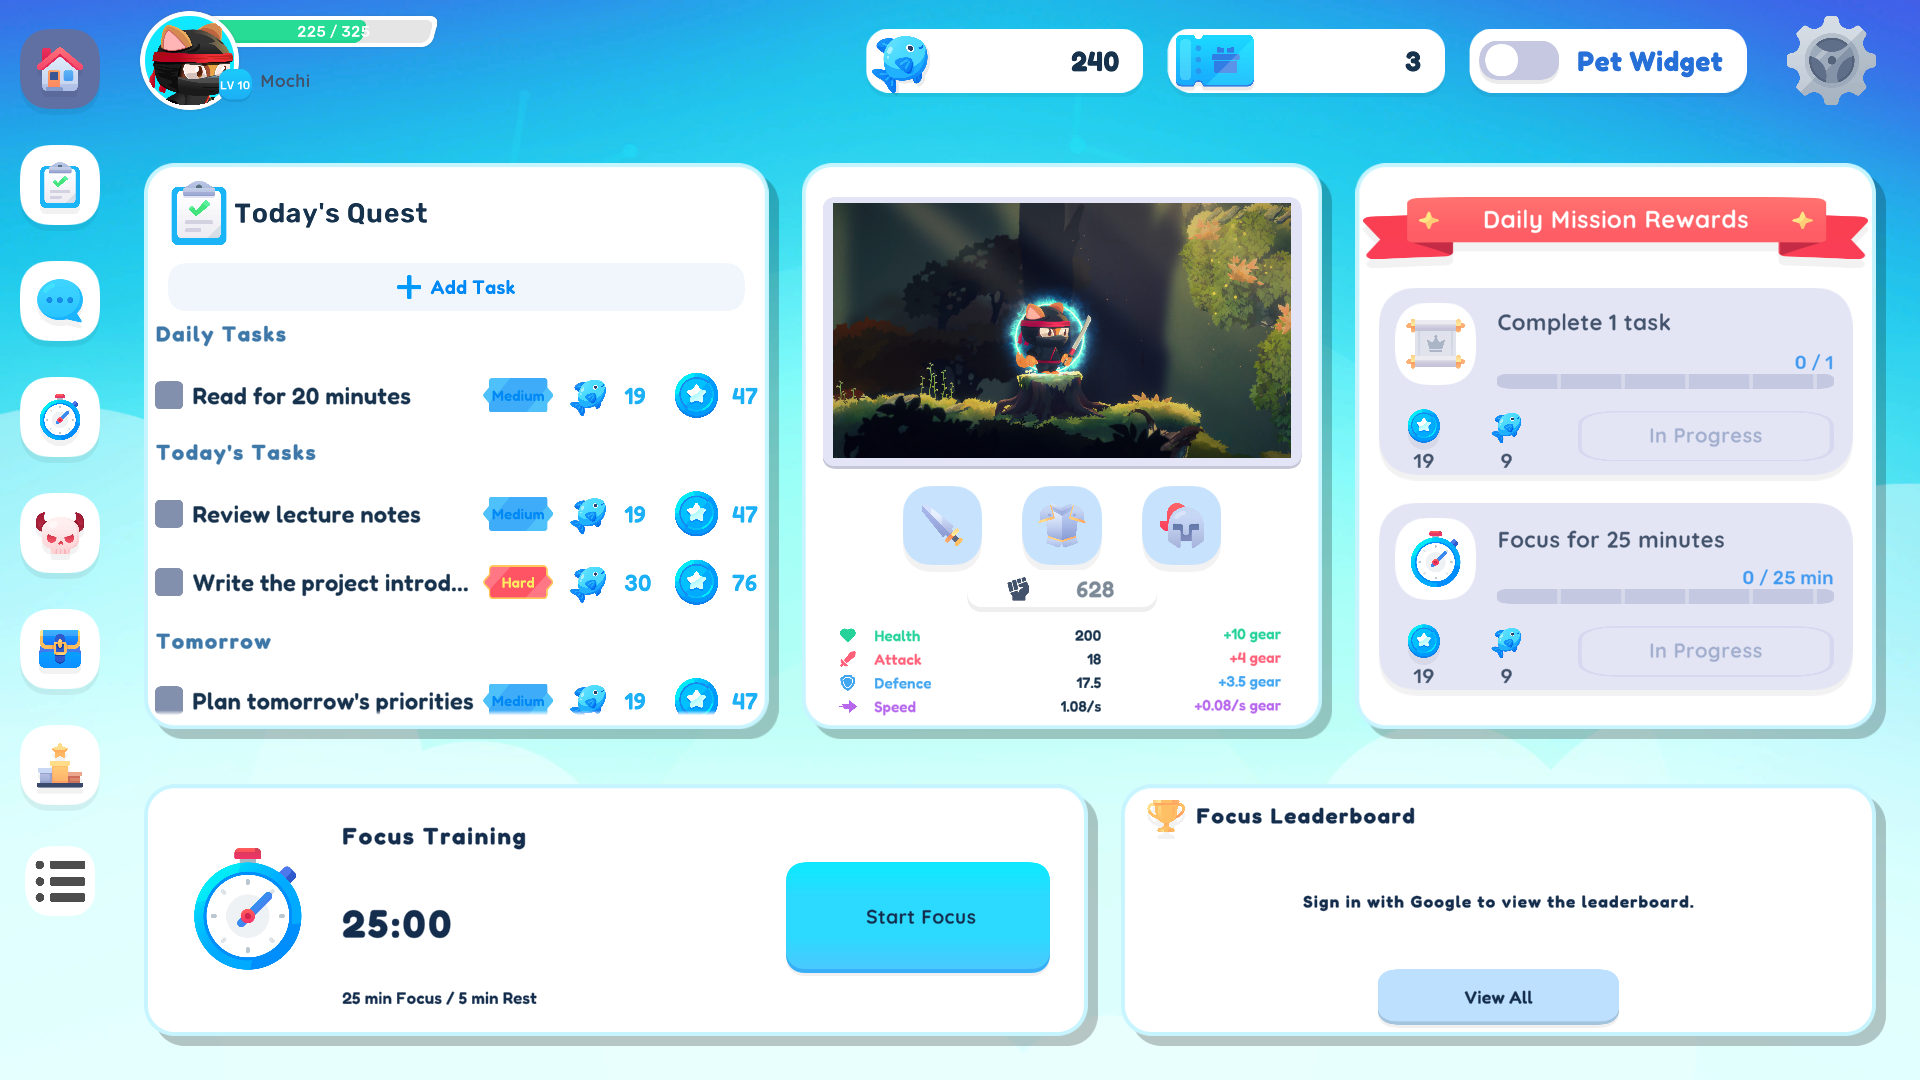 225 / 325
LV 10
Mochi
240
3
Pet Widget
Today's Quest
Add Task
Daily Tasks
Read for 20 minutes
Medium
19
47
Today's Tasks
Review lecture notes
Medium
19
47
Write the project introd...
Hard
30
76
Tomorrow
Plan tomorrow's priorities
Medium
19
47
628
Health 200 +10 gear
Attack 18 +4 gear
Defence 17.5 +3.5 gear
Speed 1.08/s +0.08/s gear
Daily Mission Rewards
Complete 1 task
0 / 1
19
9
In Progress
Focus for 25 minutes
0 / 25 min
19
9
In Progress
Focus Training
25:00
25 min Focus / 5 min Rest
Start Focus
Focus Leaderboard
Sign in with Google to view the leaderboard.
View All